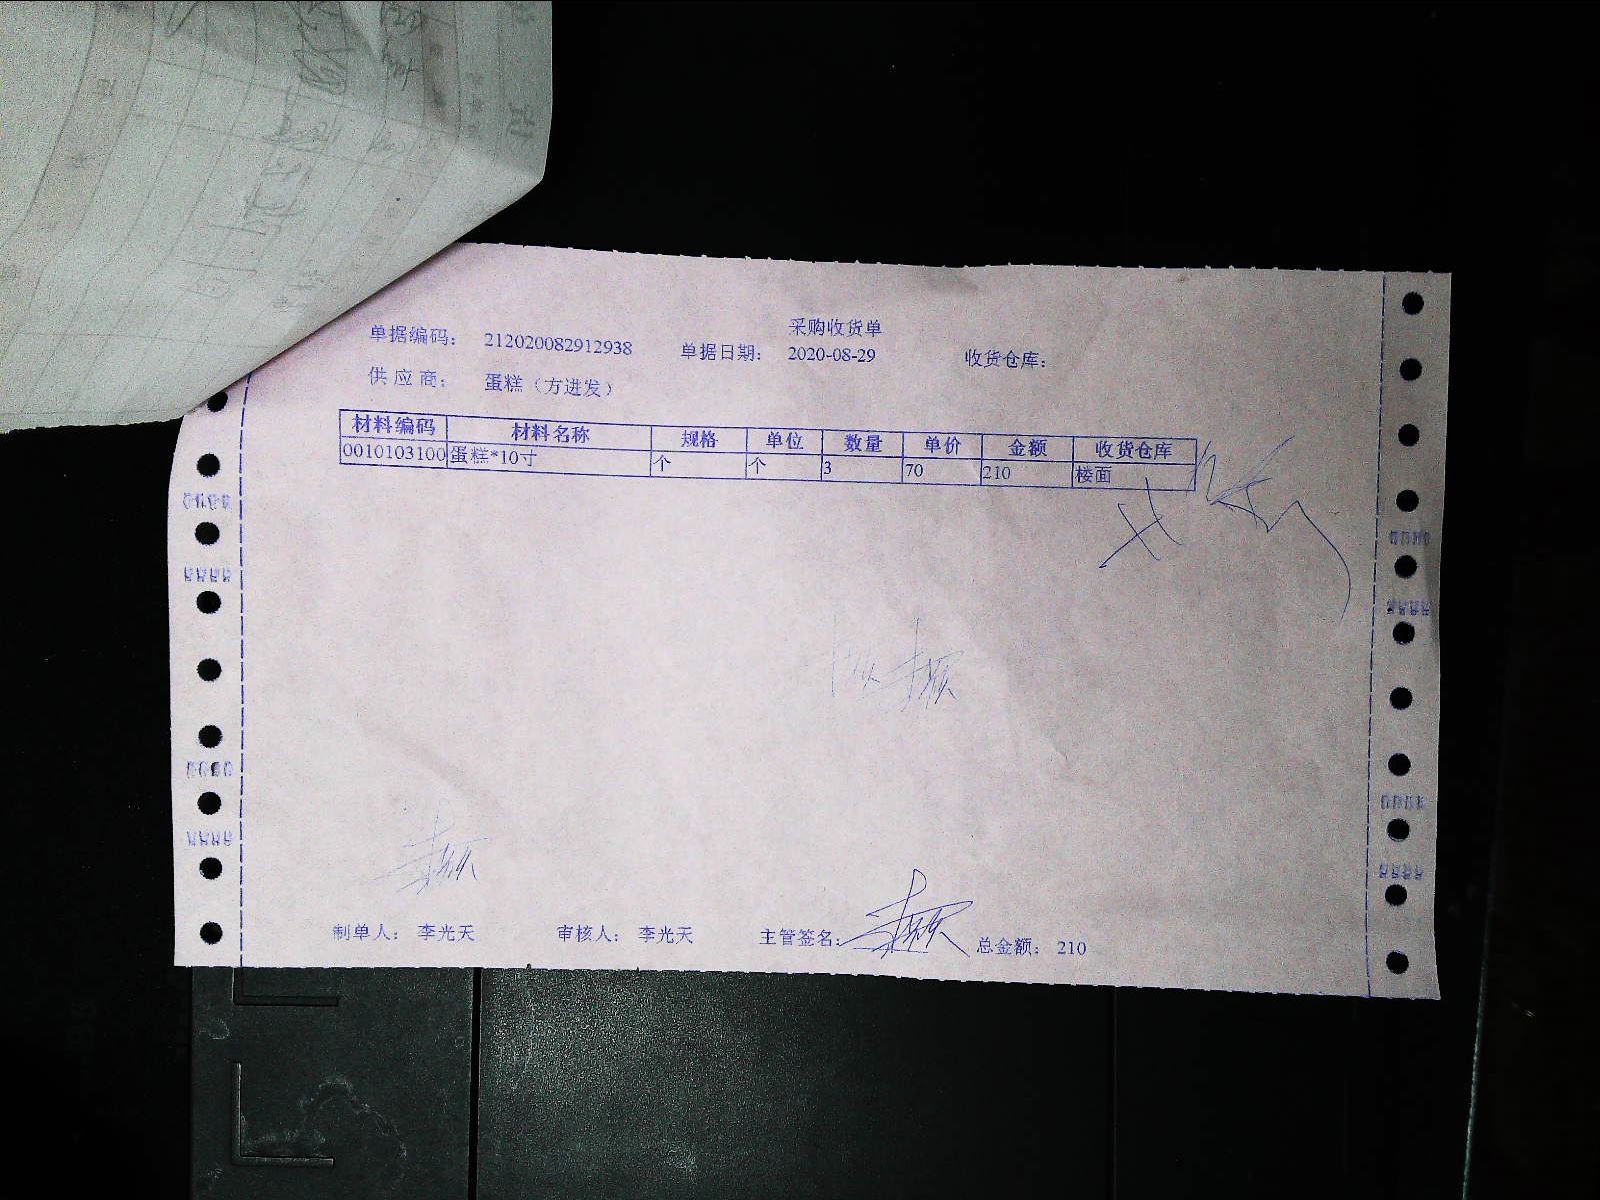 采购收货单
单据编码： 212020082912938 单据日期： 2020-08-29 收货仓库：
供 应 商： 蛋糕（方进发）
材料编码 材料名称 规格 单位 数量 单价 金额 收货仓库
0010103100 蛋糕*10寸 个 个 3 70 210 楼面
制单人： 李光天 审核人： 李光天 主管签名： 总金额： 210